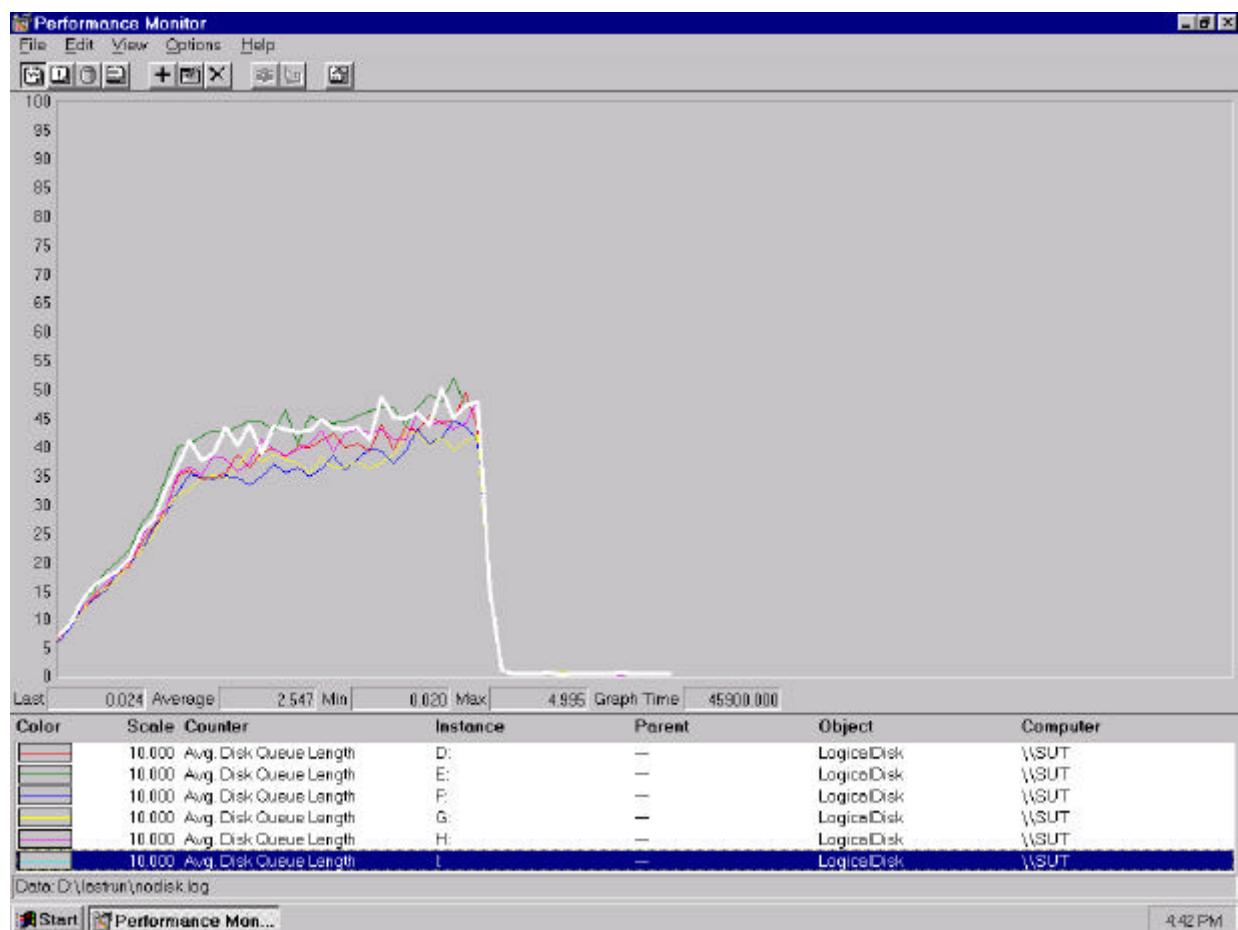 Performance Monitor
File Edit View Options Help
100
95
90
85
80
75
70
65
60
55
50
45
40
35
30
25
20
15
10
5
0
Last 0.024 Average 2.547 Min 0.020 Max 4.995 Graph Time 45900.000
Color Scale Counter Instance Parent Object Computer
10.000 Avg. Disk Queue Length D: --- LogicalDisk \\SUT
10.000 Avg. Disk Queue Length E: --- LogicalDisk \\SUT
10.000 Avg. Disk Queue Length F: --- LogicalDisk \\SUT
10.000 Avg. Disk Queue Length G: --- LogicalDisk \\SUT
10.000 Avg. Disk Queue Length H: --- LogicalDisk \\SUT
10.000 Avg. Disk Queue Length I: --- LogicalDisk \\SUT
Data: D:\lastrun\nodisk.log
Start Performance Mon... 4:42 PM